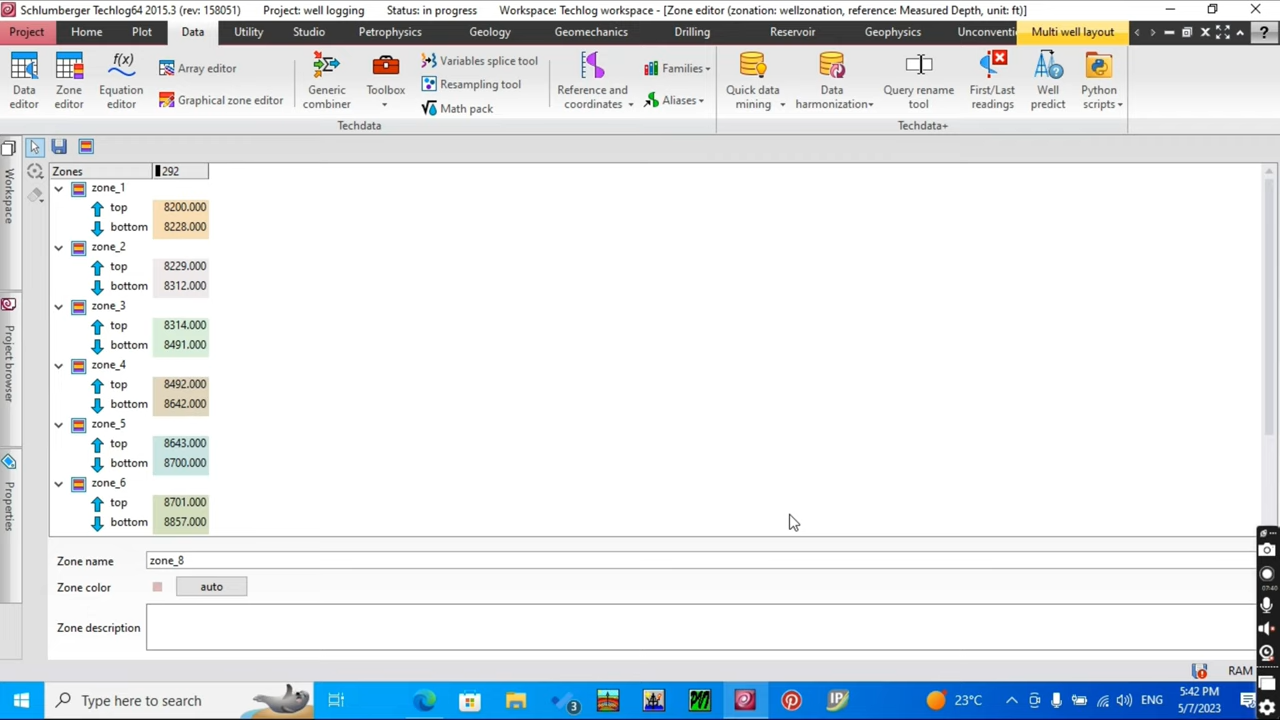 Schlumberger Techlog64 2015.3 (rev: 158051) Project: well logging Status: in progress Workspace: Techlog workspace - [Zone editor (zonation: wellzonation, reference: Measured Depth, unit: ft)]
Project Home Plot Data Utility Studio Petrophysics Geology Geomechanics Drilling Reservoir Geophysics Unconventi Multi well layout
Data editor
Zone editor
Equation editor
Array editor
Graphical zone editor
Generic combiner
Toolbox
Variables splice tool
Resampling tool
Math pack
Reference and coordinates
Families
Aliases
Quick data mining
Data harmonization
Query rename tool
First/Last readings
Well predict
Python scripts
Techdata Techdata+
Workspace
Project browser
Properties
Zones 292
zone_1
top 8200.000
bottom 8228.000
zone_2
top 8229.000
bottom 8312.000
zone_3
top 8314.000
bottom 8491.000
zone_4
top 8492.000
bottom 8642.000
zone_5
top 8643.000
bottom 8700.000
zone_6
top 8701.000
bottom 8857.000
Zone name zone_8
Zone color auto
Zone description
07:40
RAM
Type here to search
3
IP
23°C
ENG
5:42 PM
5/7/2023